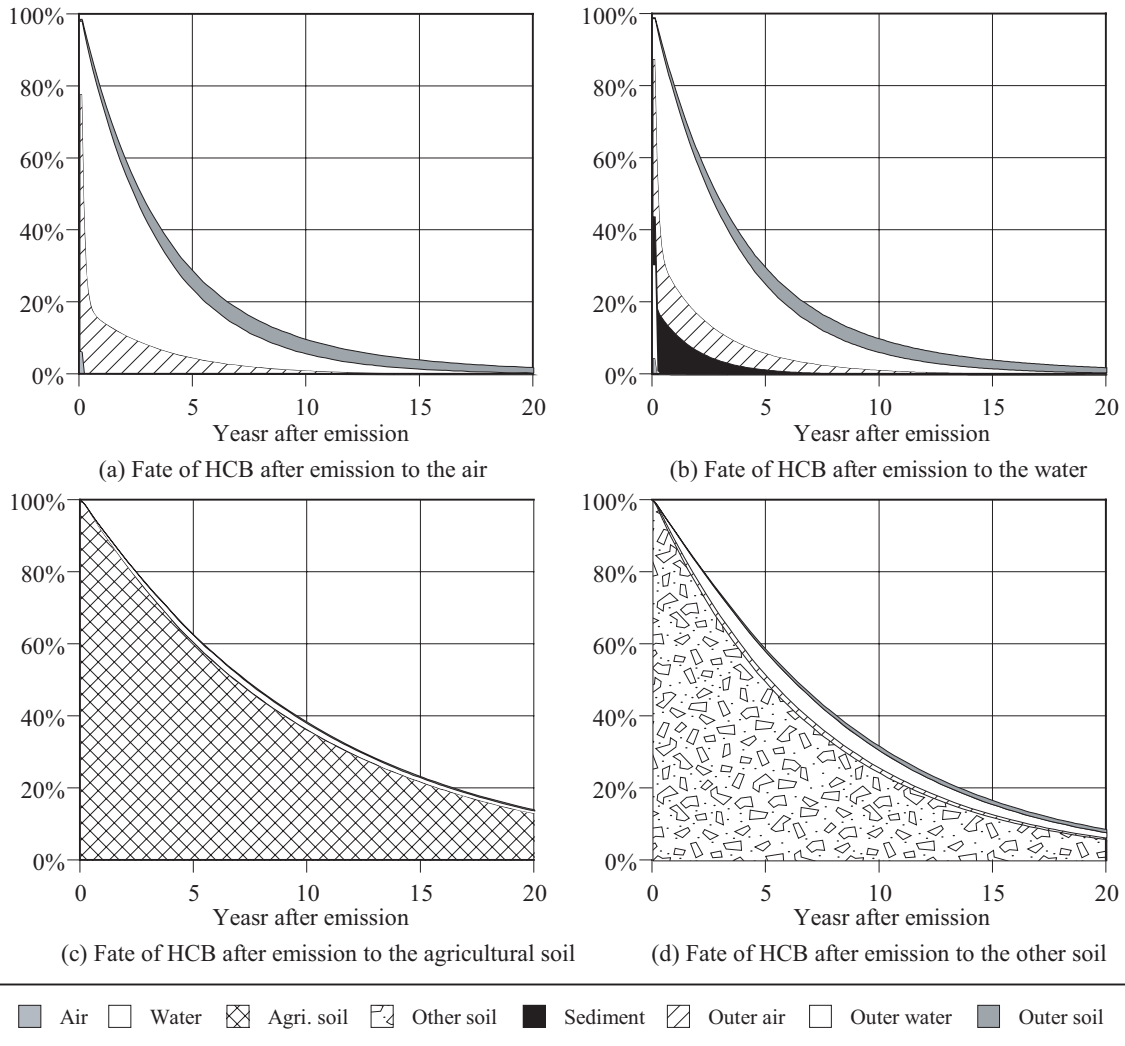 100%
80%
60%
40%
20%
0%
0 5 10 15 20
Yeasr after emission
(a) Fate of HCB after emission to the air
100%
80%
60%
40%
20%
0%
0 5 10 15 20
Yeasr after emission
(b) Fate of HCB after emission to the water
100%
80%
60%
40%
20%
0%
0 5 10 15 20
Yeasr after emission
(c) Fate of HCB after emission to the agricultural soil
100%
80%
60%
40%
20%
0%
0 5 10 15 20
Yeasr after emission
(d) Fate of HCB after emission to the other soil
Air Water Agri. soil Other soil Sediment Outer air Outer water Outer soil